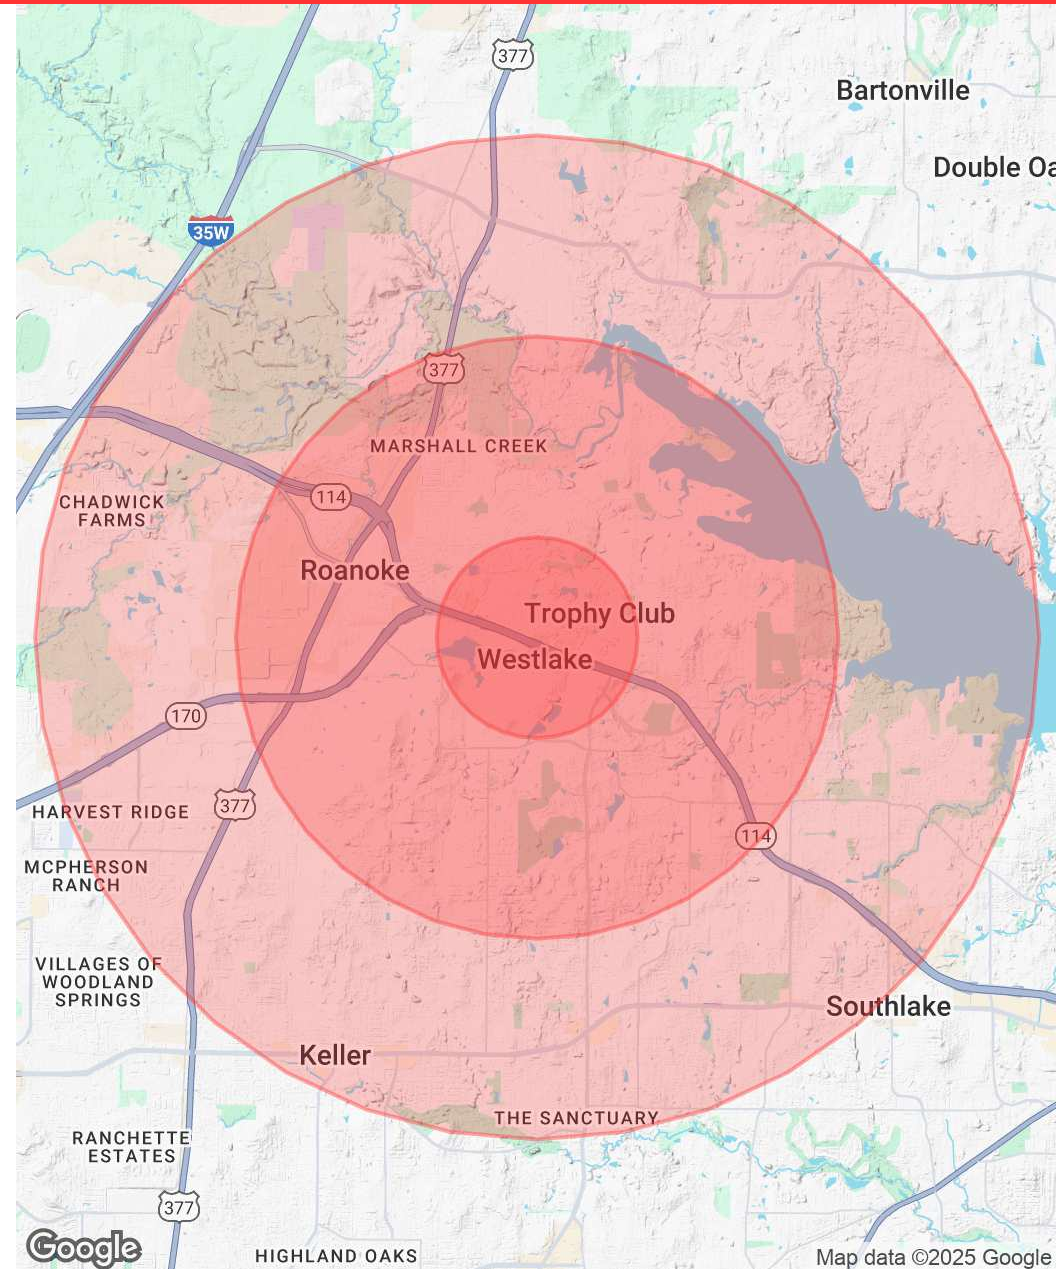 377
Bartonville
Double Oa
35W
377
MARSHALL CREEK
114
CHADWICK
FARMS
Roanoke
Trophy Club
Westlake
170
377
HARVEST RIDGE
114
MCPHERSON
RANCH
VILLAGES OF
WOODLAND
SPRINGS
Southlake
Keller
THE SANCTUARY
RANCHETTE
ESTATES
377
Google
HIGHLAND OAKS
Map data ©2025 Google